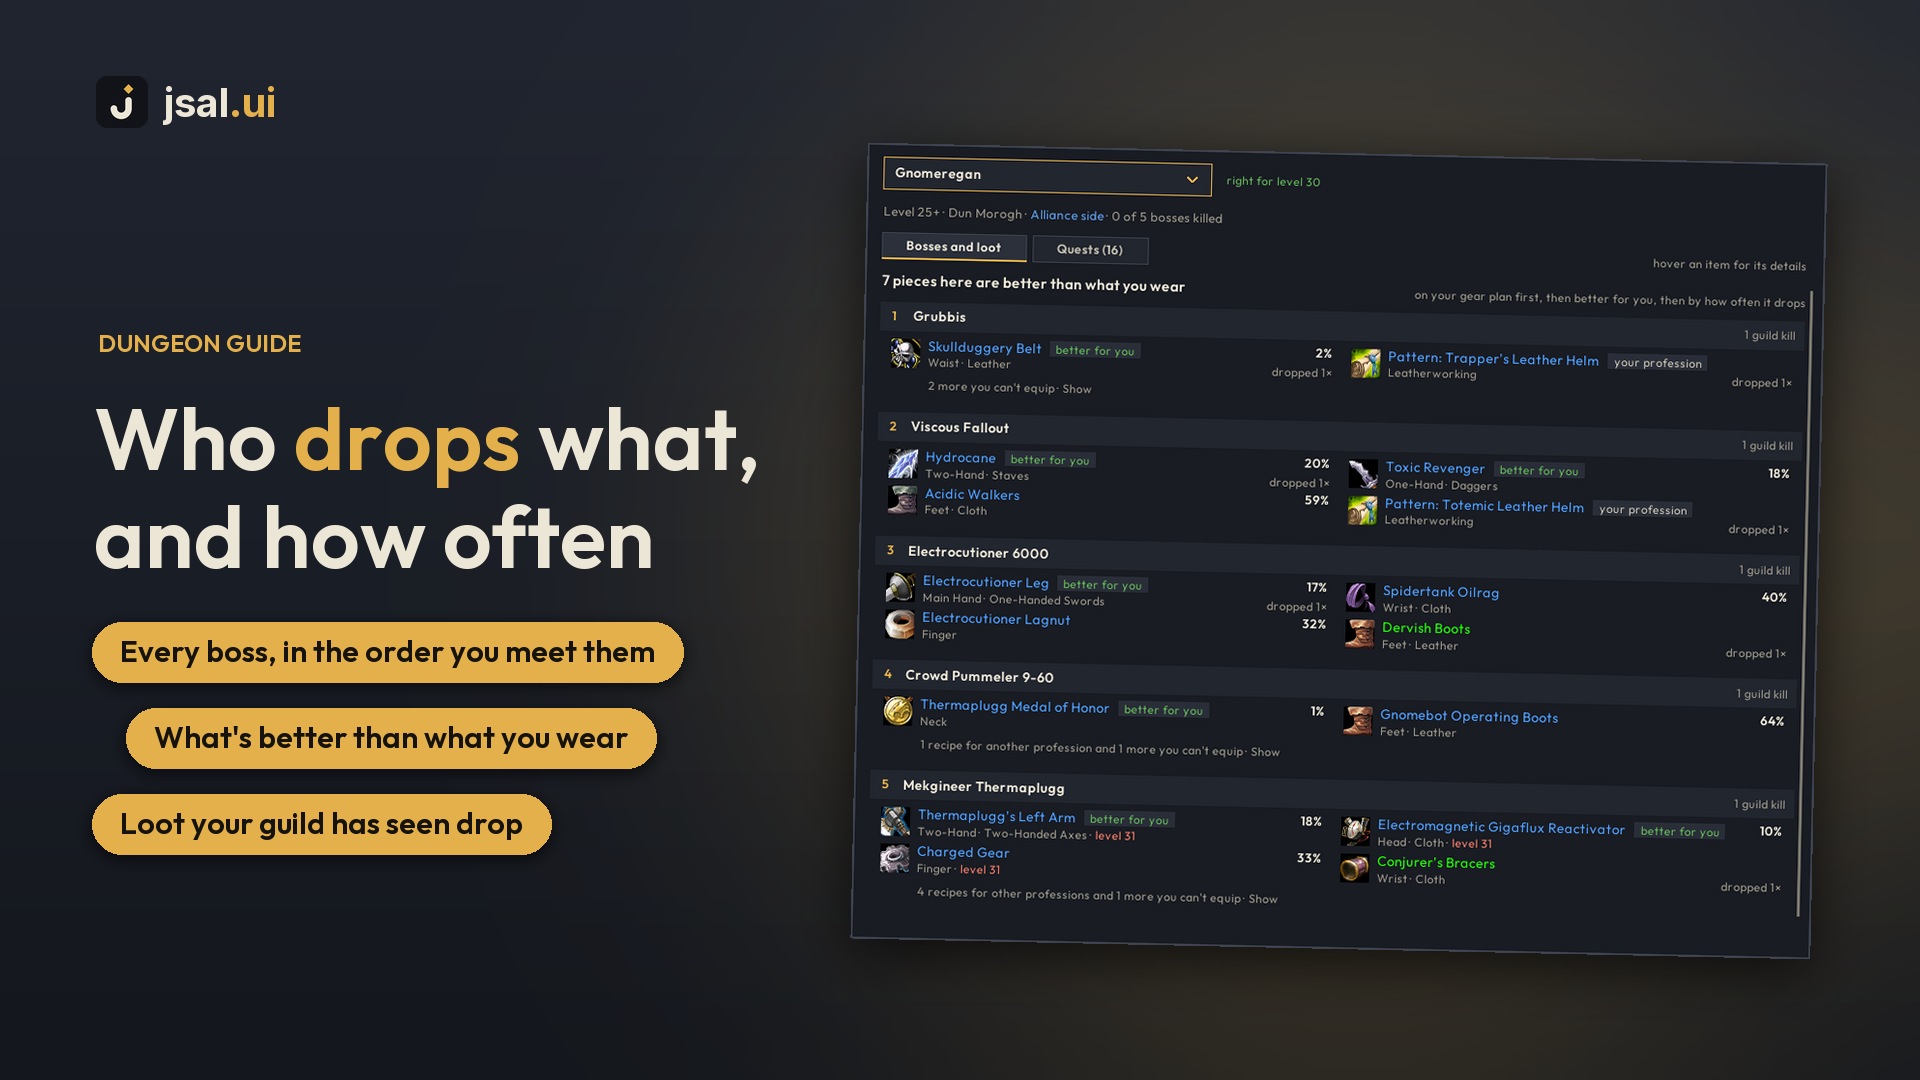 jsal.ui
DUNGEON GUIDE
Who drops what,
and how often
Every boss, in the order you meet them
What's better than what you wear
Loot your guild has seen drop
Gnomeregan
right for level 30
Level 25+ · Dun Morogh · Alliance side · 0 of 5 bosses killed
Bosses and loot
Quests (16)
hover an item for its details
7 pieces here are better than what you wear
on your gear plan first, then better for you, then by how often it drops
1 Grubbis
1 guild kill
Skullduggery Belt better for you 2%
Waist · Leather dropped 1×
Pattern: Trapper's Leather Helm your profession
Leatherworking dropped 1×
2 more you can't equip · Show
2 Viscous Fallout
1 guild kill
Hydrocane better for you 20%
Two-Hand · Staves dropped 1×
Toxic Revenger better for you 18%
One-Hand · Daggers
Acidic Walkers 59%
Feet · Cloth
Pattern: Totemic Leather Helm your profession
Leatherworking dropped 1×
3 Electrocutioner 6000
1 guild kill
Electrocutioner Leg better for you 17%
Main Hand · One-Handed Swords dropped 1×
Spidertank Oilrag 40%
Wrist · Cloth
Electrocutioner Lagnut 32%
Finger
Dervish Boots
Feet · Leather dropped 1×
4 Crowd Pummeler 9-60
1 guild kill
Thermaplugg Medal of Honor better for you 1%
Neck
Gnomebot Operating Boots 64%
Feet · Leather
1 recipe for another profession and 1 more you can't equip · Show
5 Mekgineer Thermaplugg
1 guild kill
Thermaplugg's Left Arm better for you 18%
Two-Hand · Two-Handed Axes · level 31
Electromagnetic Gigaflux Reactivator better for you 10%
Head · Cloth · level 31
Charged Gear 33%
Finger · level 31
Conjurer's Bracers
Wrist · Cloth dropped 1×
4 recipes for other professions and 1 more you can't equip · Show